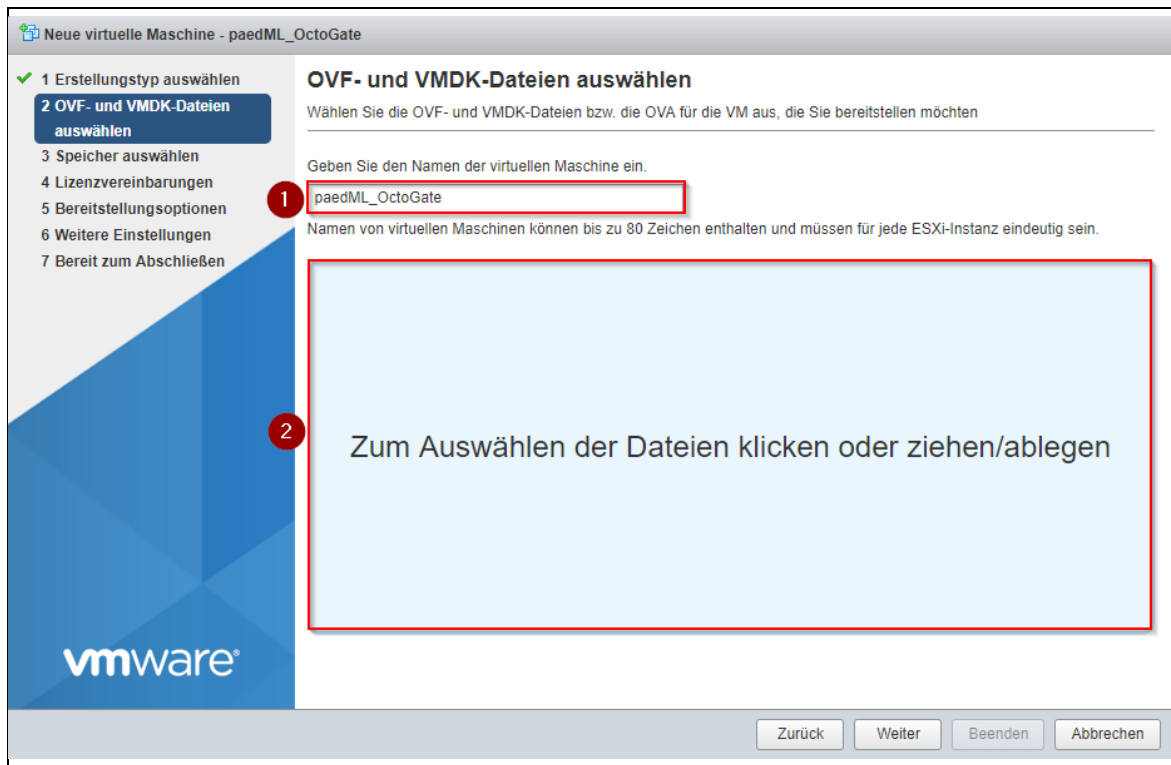 Neue virtuelle Maschine - paedML_OctoGate
1 Erstellungstyp auswählen
2 OVF- und VMDK-Dateien
auswählen
3 Speicher auswählen
4 Lizenzvereinbarungen
5 Bereitstellungsoptionen
6 Weitere Einstellungen
7 Bereit zum Abschließen
vmware®
OVF- und VMDK-Dateien auswählen
Wählen Sie die OVF- und VMDK-Dateien bzw. die OVA für die VM aus, die Sie bereitstellen möchten
Geben Sie den Namen der virtuellen Maschine ein.
1
paedML_OctoGate
Namen von virtuellen Maschinen können bis zu 80 Zeichen enthalten und müssen für jede ESXi-Instanz eindeutig sein.
2
Zum Auswählen der Dateien klicken oder ziehen/ablegen
Zurück Weiter Beenden Abbrechen